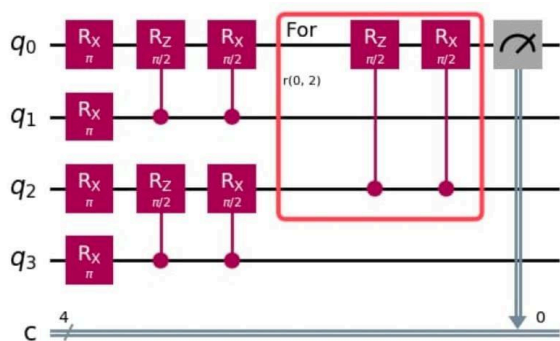 q0 RX π RZ π/2 RX π/2 For RZ π/2 RX π/2
r(0, 2)
q1 RX π
q2 RX π RZ π/2 RX π/2
q3 RX π
4 0
c